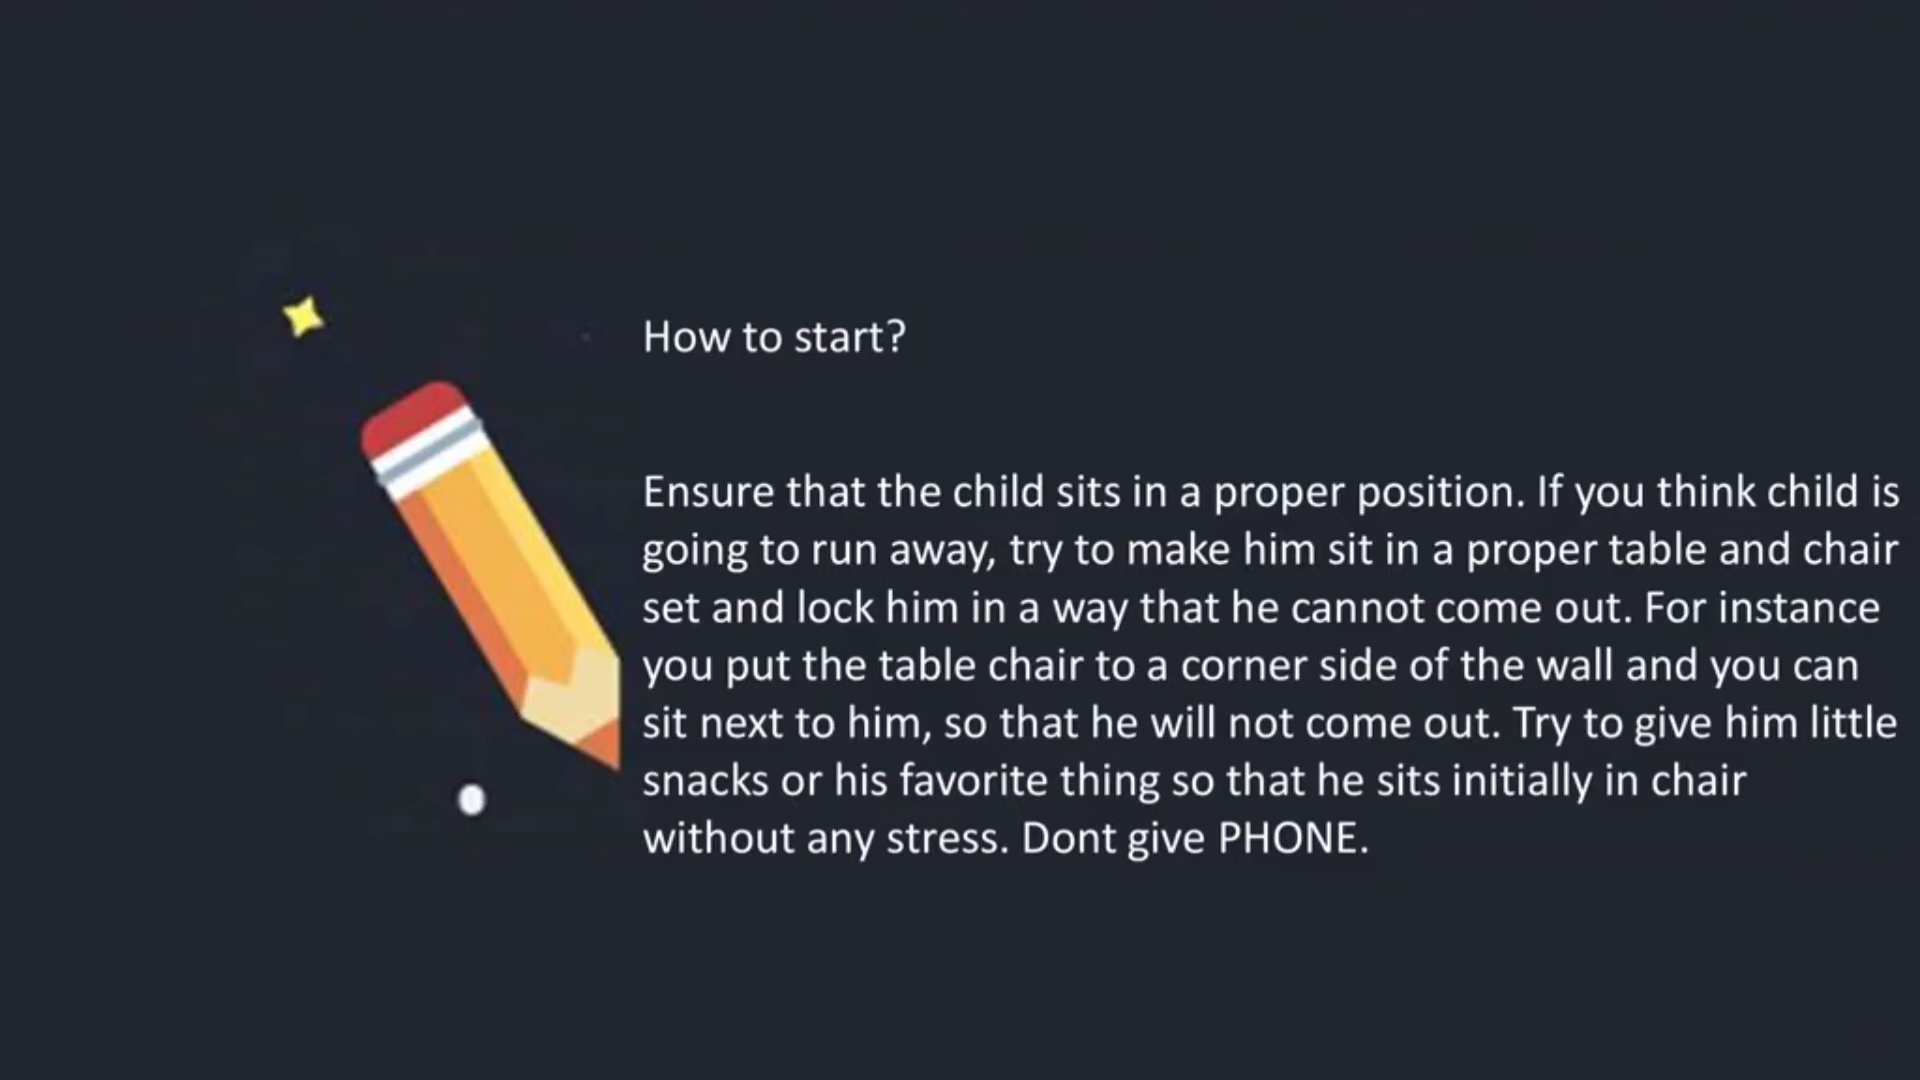 How to start?
Ensure that the child sits in a proper position. If you think child is
going to run away, try to make him sit in a proper table and chair
set and lock him in a way that he cannot come out. For instance
you put the table chair to a corner side of the wall and you can
sit next to him, so that he will not come out. Try to give him little
snacks or his favorite thing so that he sits initially in chair
without any stress. Dont give PHONE.